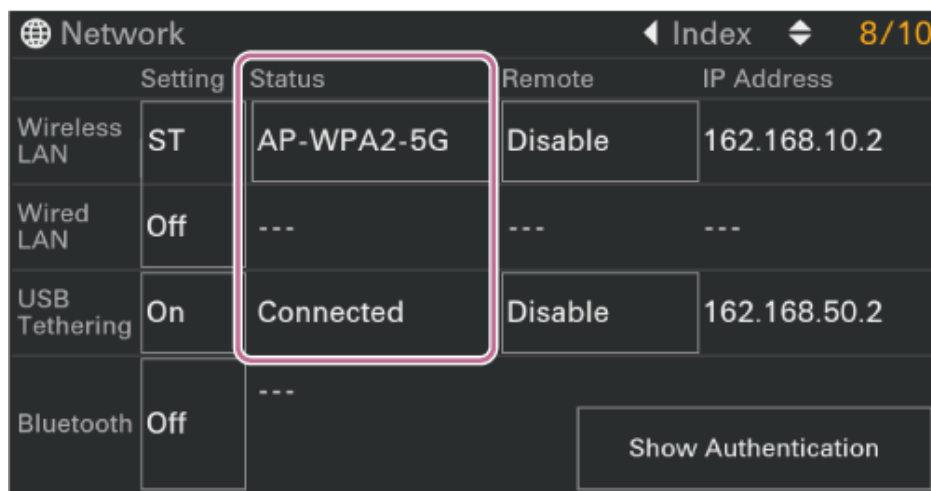 Network Index 8/10
Setting Status Remote IP Address
Wireless LAN ST AP-WPA2-5G Disable 162.168.10.2
Wired LAN Off --- --- ---
USB Tethering On Connected Disable 162.168.50.2
Bluetooth Off ---
Show Authentication